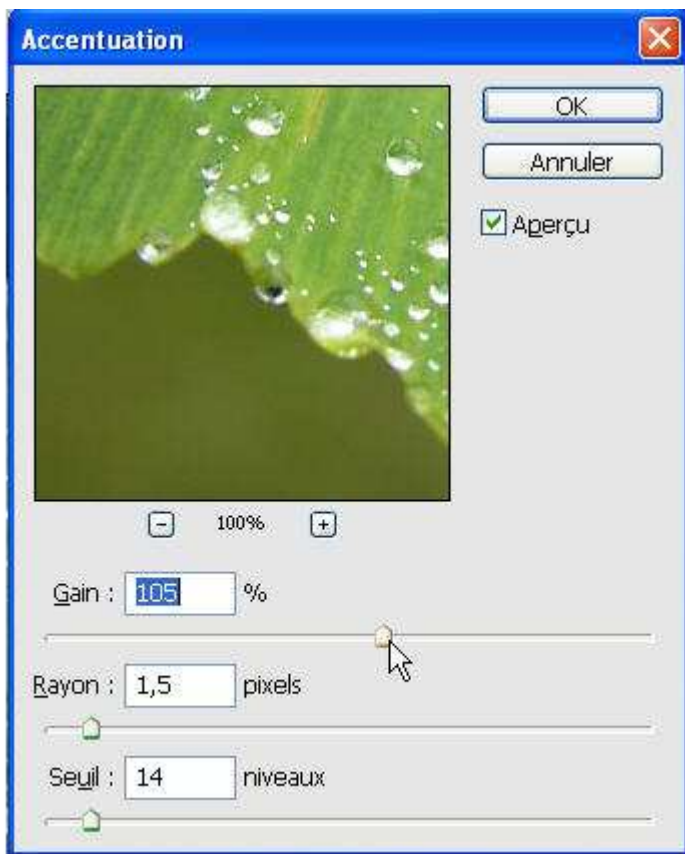 Accentuation
OK
Annuler
Aperçu
100%
Gain : 105 %
Rayon : 1,5 pixels
Seuil : 14 niveaux